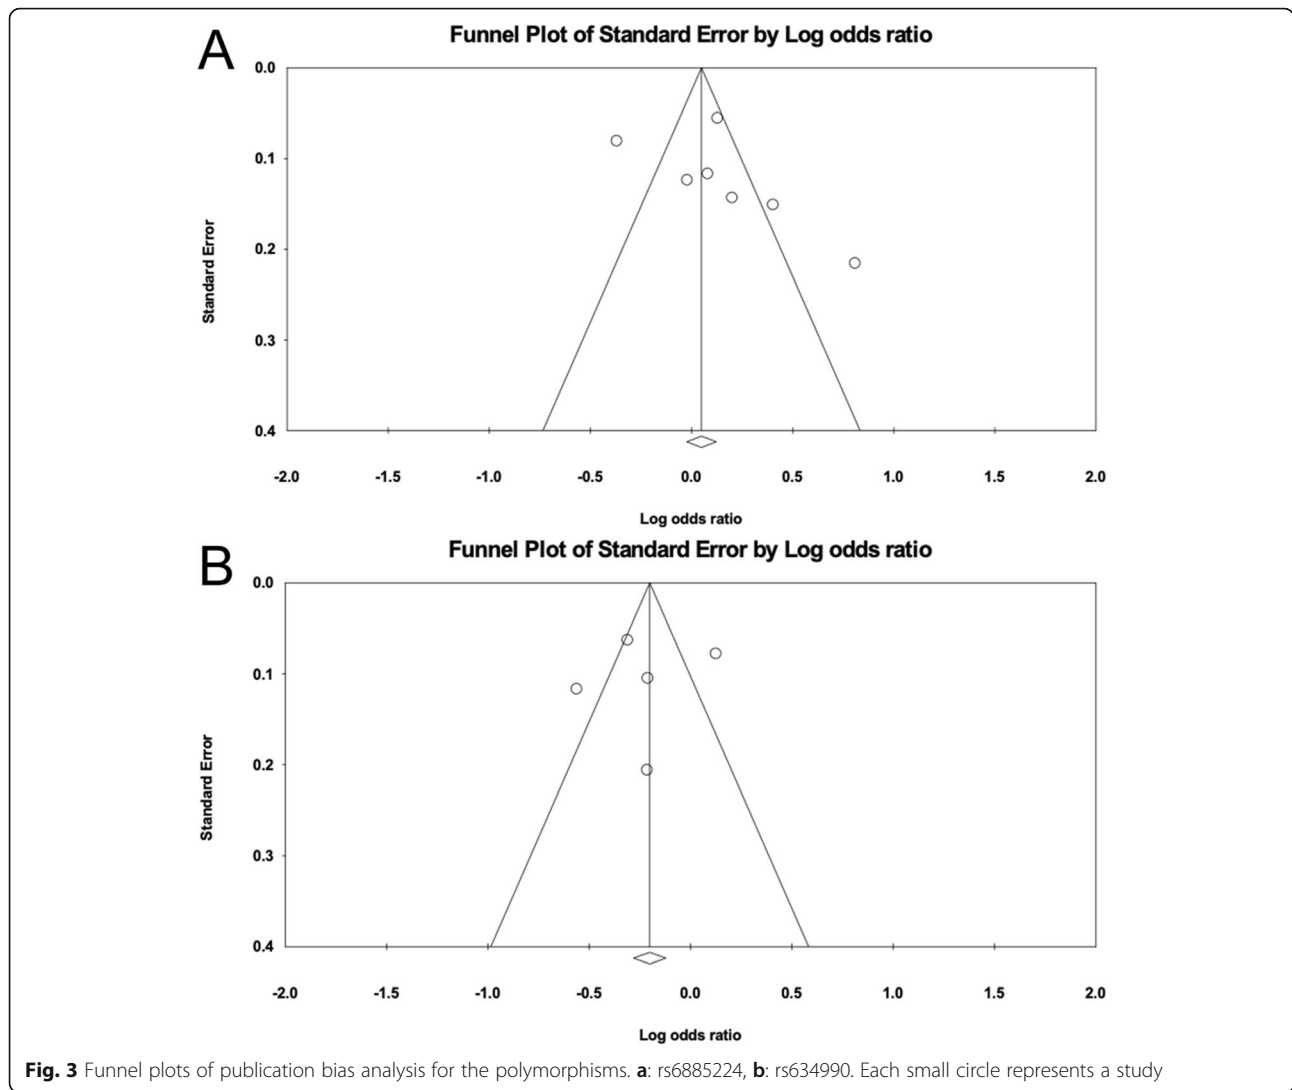 A
Funnel Plot of Standard Error by Log odds ratio
0.0
0.1
0.2
0.3
0.4
Standard Error
-2.0 -1.5 -1.0 -0.5 0.0 0.5 1.0 1.5 2.0
Log odds ratio
B
Funnel Plot of Standard Error by Log odds ratio
0.0
0.1
0.2
0.3
0.4
Standard Error
-2.0 -1.5 -1.0 -0.5 0.0 0.5 1.0 1.5 2.0
Log odds ratio
Fig. 3 Funnel plots of publication bias analysis for the polymorphisms. a: rs6885224, b: rs634990. Each small circle represents a study